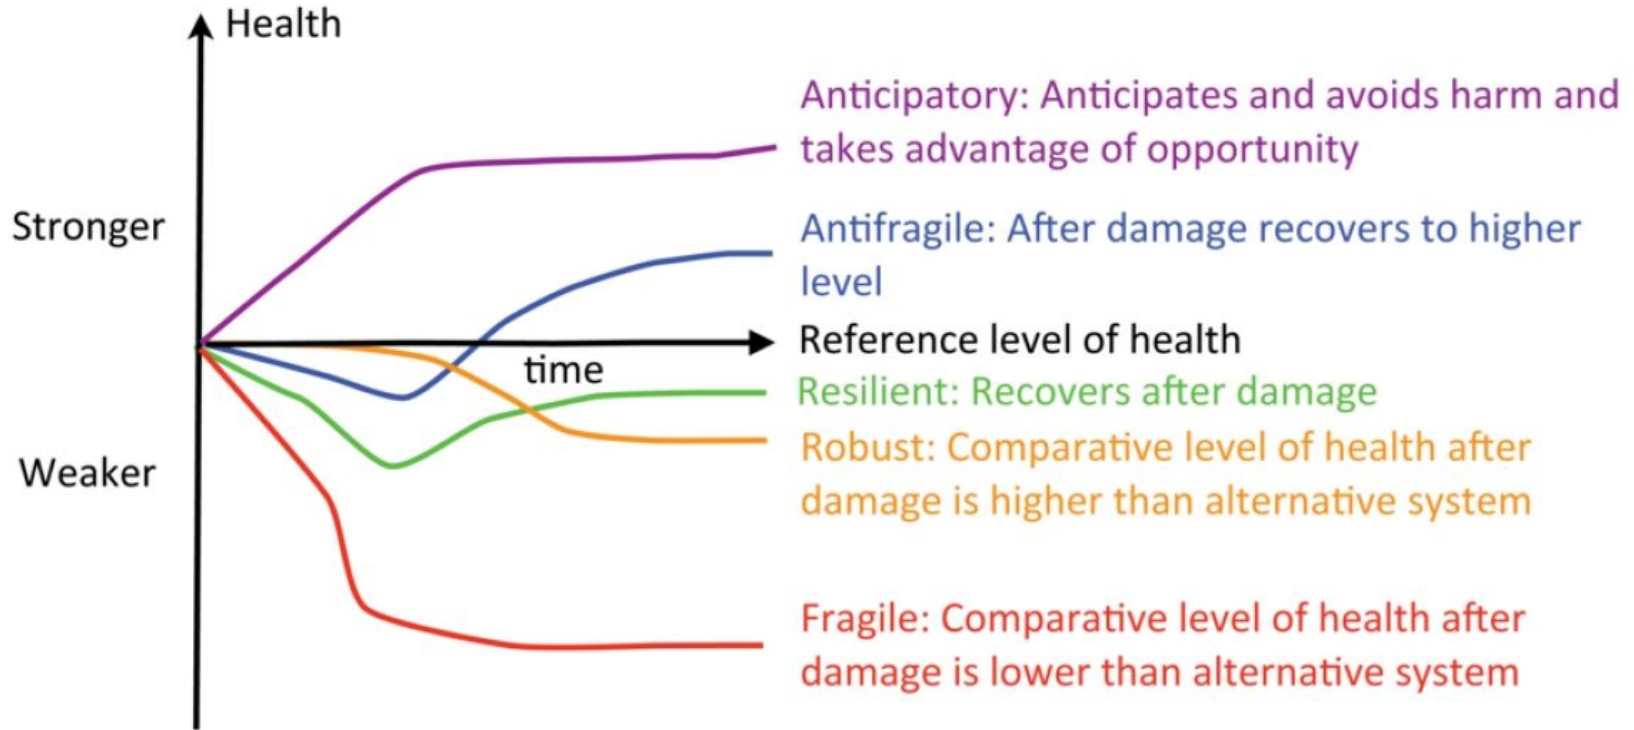 Health
Anticipatory: Anticipates and avoids harm and
takes advantage of opportunity
Stronger
Antifragile: After damage recovers to higher
level
Reference level of health
time
Resilient: Recovers after damage
Robust: Comparative level of health after
damage is higher than alternative system
Weaker
Fragile: Comparative level of health after
damage is lower than alternative system